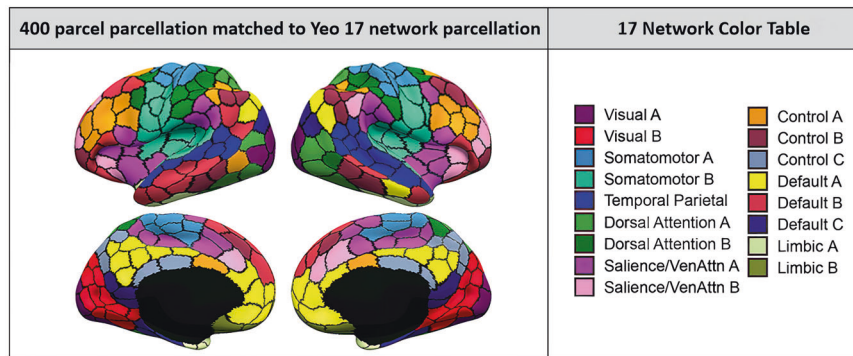 400 parcel parcellation matched to Yeo 17 network parcellation
17 Network Color Table
Visual A
Visual B
Somatomotor A
Somatomotor B
Temporal Parietal
Dorsal Attention A
Dorsal Attention B
Salience/VenAttn A
Salience/VenAttn B
Control A
Control B
Control C
Default A
Default B
Default C
Limbic A
Limbic B